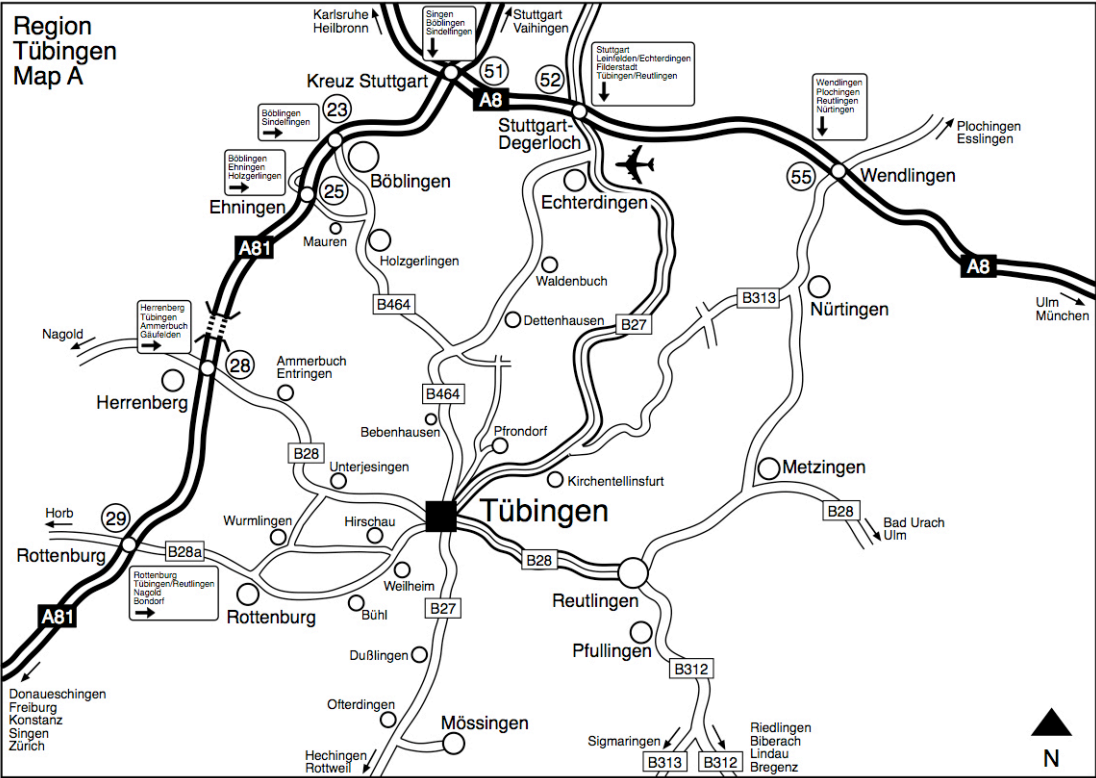 Region
Tübingen
Map A
Karlsruhe
Heilbronn
Singen
Böblingen
Sindelfingen
Stuttgart
Vaihingen
Kreuz Stuttgart
51
52
A8
Stuttgart
Leinfelden/Echterdingen
Filderstadt
Tübingen/Reutlingen
Wendlingen
Plochingen
Reutlingen
Nürtingen
Plochingen
Esslingen
Böblingen
Sindelfingen
23
Stuttgart-
Degerloch
Böblingen
Ehningen
Holzgerlingen
25
Böblingen
55
Wendlingen
Ehningen
Echterdingen
Mauren
A81
Holzgerlingen
Waldenbuch
A8
Ulm
München
B464
B313
Nürtingen
Herrenberg
Tübingen
Ammerbuch
Gäufelden
Dettenhausen
B27
Nagold
28
Ammerbuch
Entringen
Herrenberg
B464
Bebenhausen
Pfrondorf
B28
Unterjesingen
Kirchentellinsfurt
Metzingen
Horb
29
Wurmlingen
Hirschau
Tübingen
B28
Bad Urach
Ulm
Rottenburg
B28a
B28
Rottenburg
Tübingen/Reutlingen
Nagold
Bondorf
Weilheim
Reutlingen
A81
Rottenburg
Bühl
B27
Pfullingen
Dußlingen
B312
Donaueschingen
Freiburg
Konstanz
Singen
Zürich
Ofterdingen
Mössingen
Hechingen
Rottweil
Sigmaringen
B313
B312
Riedlingen
Biberach
Lindau
Bregenz
N